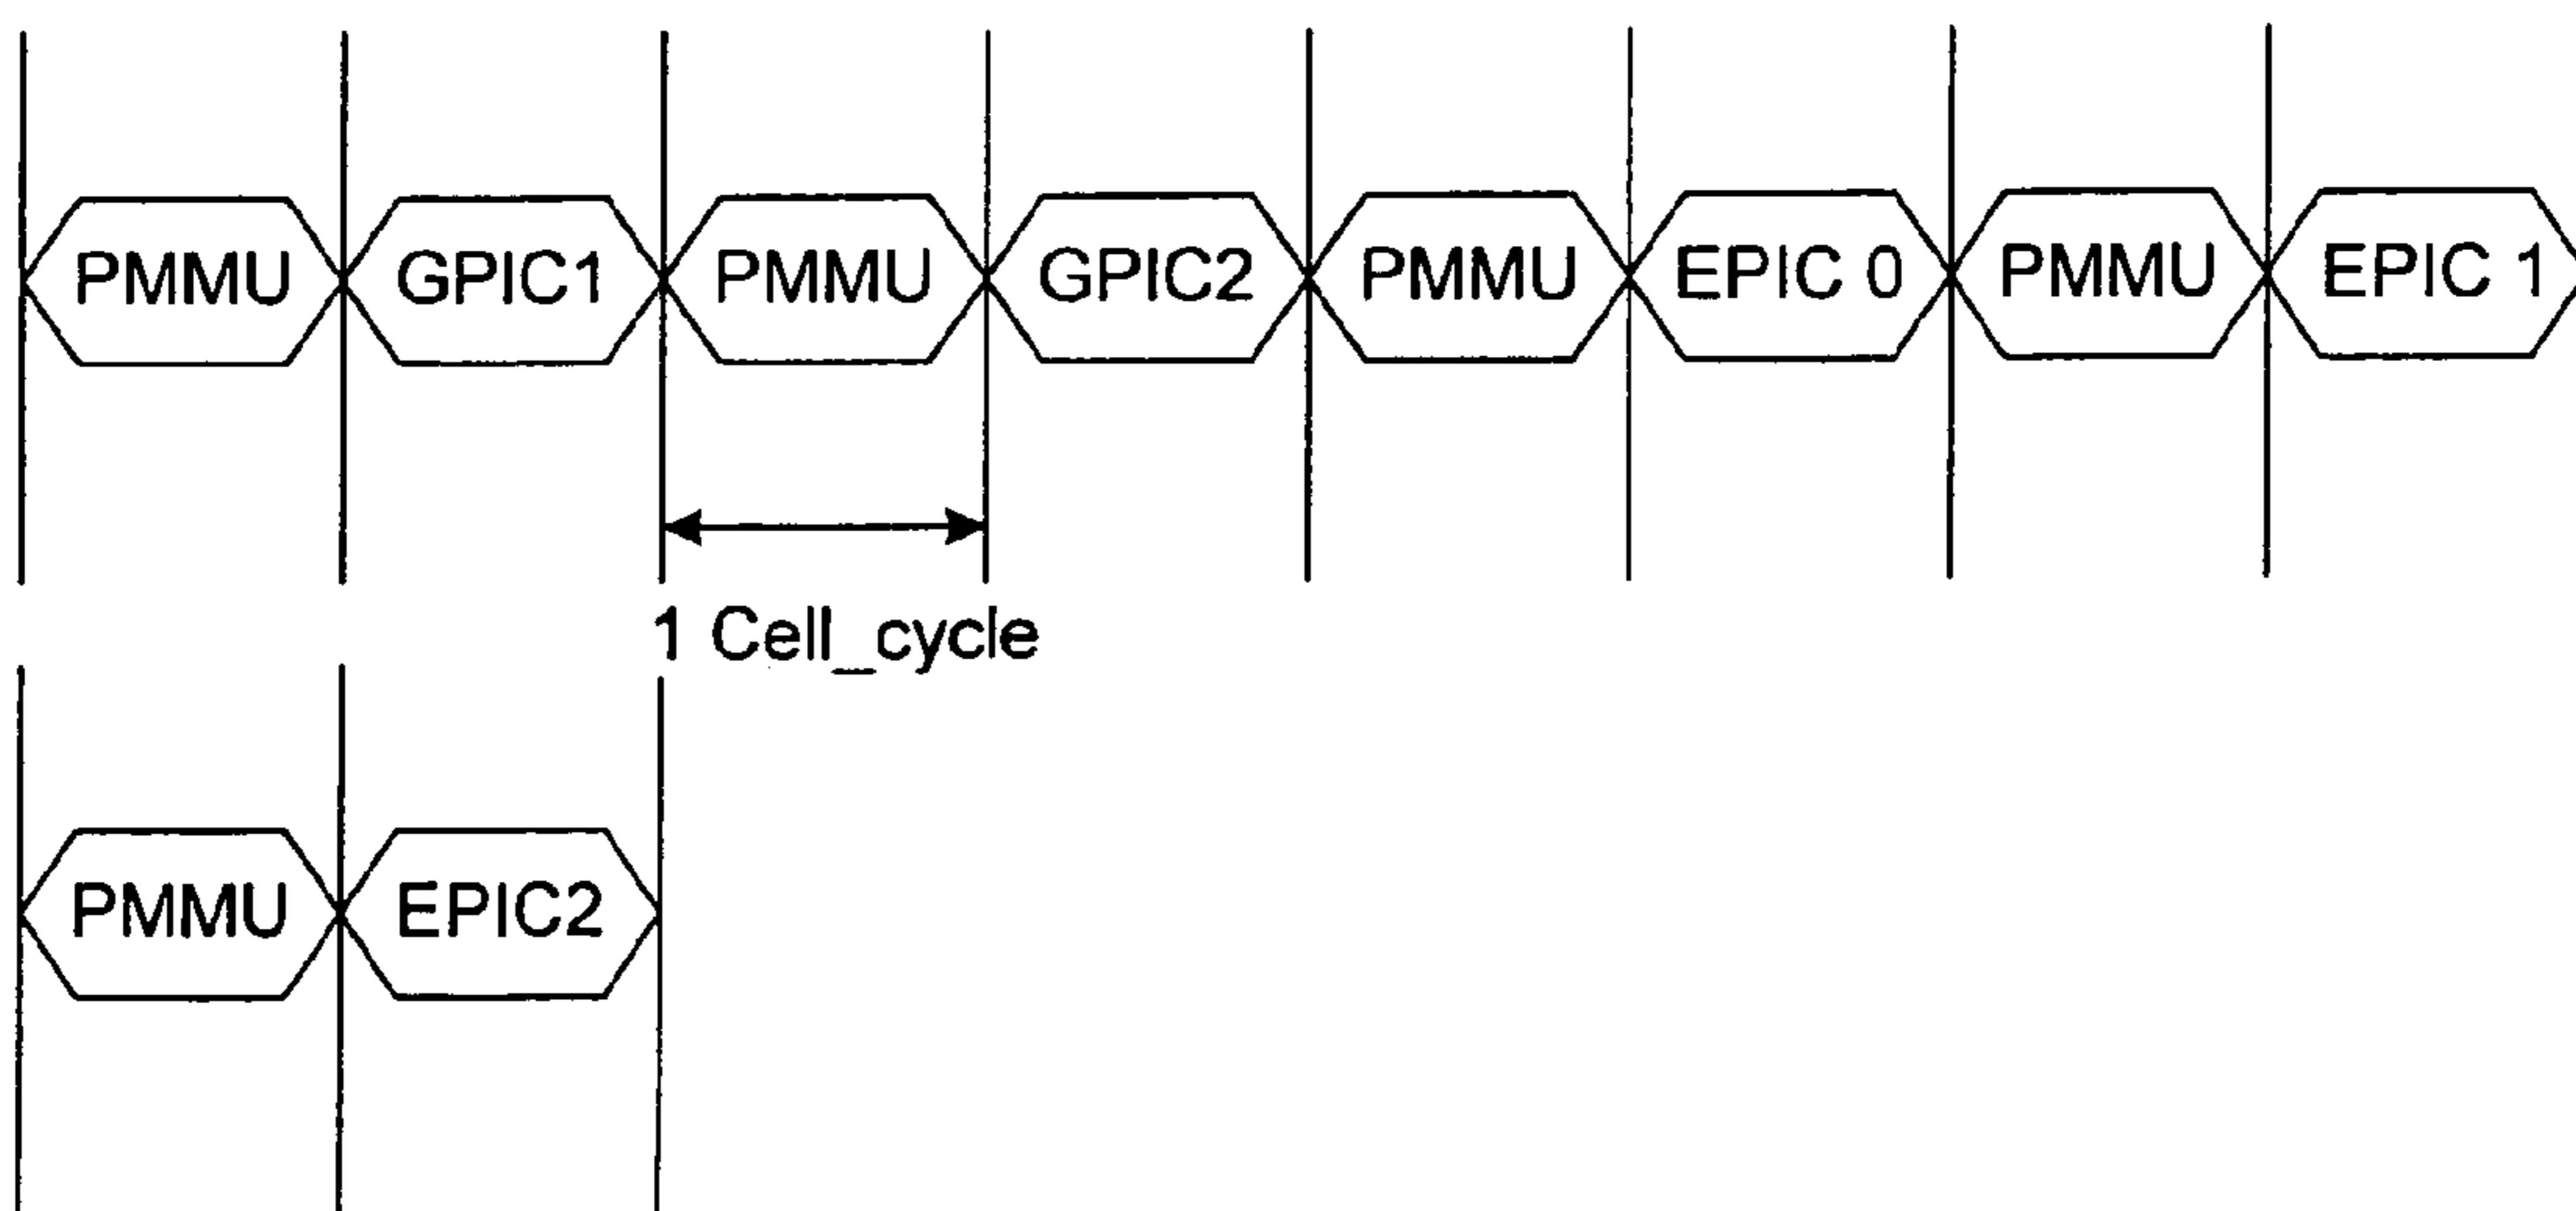 PMMU GPIC1 PMMU GPIC2 PMMU EPIC 0 PMMU EPIC 1
1 Cell_cycle
PMMU EPIC2